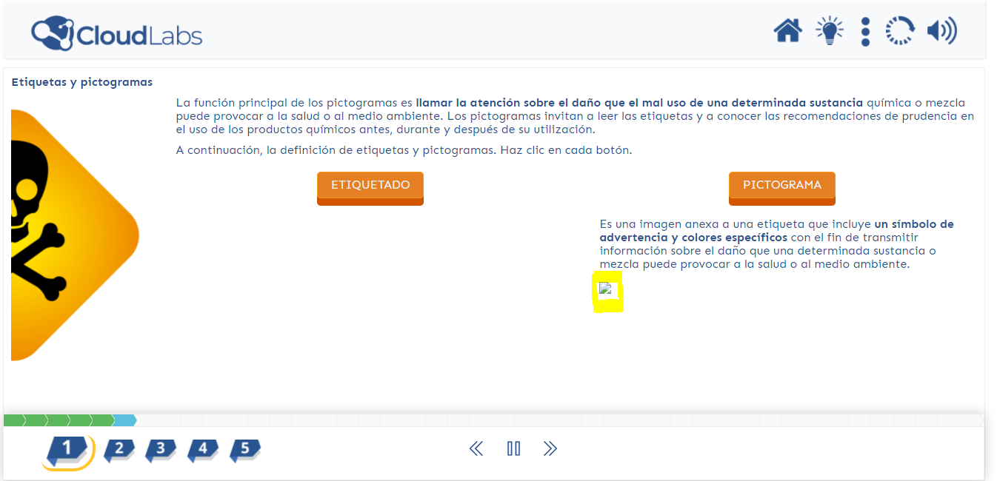 CloudLabs
Etiquetas y pictogramas
La función principal de los pictogramas es llamar la atención sobre el daño que el mal uso de una determinada sustancia química o mezcla
puede provocar a la salud o al medio ambiente. Los pictogramas invitan a leer las etiquetas y a conocer las recomendaciones de prudencia en
el uso de los productos químicos antes, durante y después de su utilización.
A continuación, la definición de etiquetas y pictogramas. Haz clic en cada botón.
ETIQUETADO
PICTOGRAMA
Es una imagen anexa a una etiqueta que incluye un símbolo de
advertencia y colores específicos con el fin de transmitir
información sobre el daño que una determinada sustancia o
mezcla puede provocar a la salud o al medio ambiente.
1 2 3 4 5